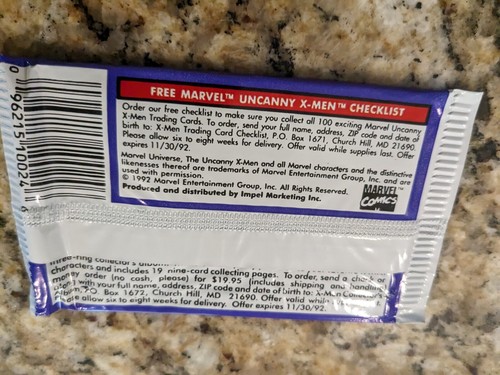 FREE MARVEL™ UNCANNY X-MEN™ CHECKLIST
Order our free checklist to make sure you collect all 100 exciting Marvel Uncanny
X-Men Trading Cards. To order, send your full name, address, ZIP code and date of
birth to: X-Men Trading Card Checklist, P.O. Box 1671, Church Hill, MD 21690.
Please allow six to eight weeks for delivery. Offer valid while supplies last. Offer
expires 11/30/92.
Marvel Universe, The Uncanny X-Men and all Marvel characters and the distinctive
likenesses thereof are trademarks of Marvel Entertainment Group, Inc. and are
used with permission.
© 1992 Marvel Entertainment Group, Inc. All Rights Reserved.
Produced and distributed by Impel Marketing Inc.
MARVEL™
COMICS
0 96215 40024 6
three-ring collector's album
characters and includes 19 nine-card collecting pages. To order, send a check or
money order (no cash, please) for $19.95 (includes shipping and handling
with your full name, address, ZIP code and date of birth to: X-Men Collector's
P.O. Box 1672, Church Hill, MD 21690. Offer valid while
allow six to eight weeks for delivery. Offer expires 11/30/92.